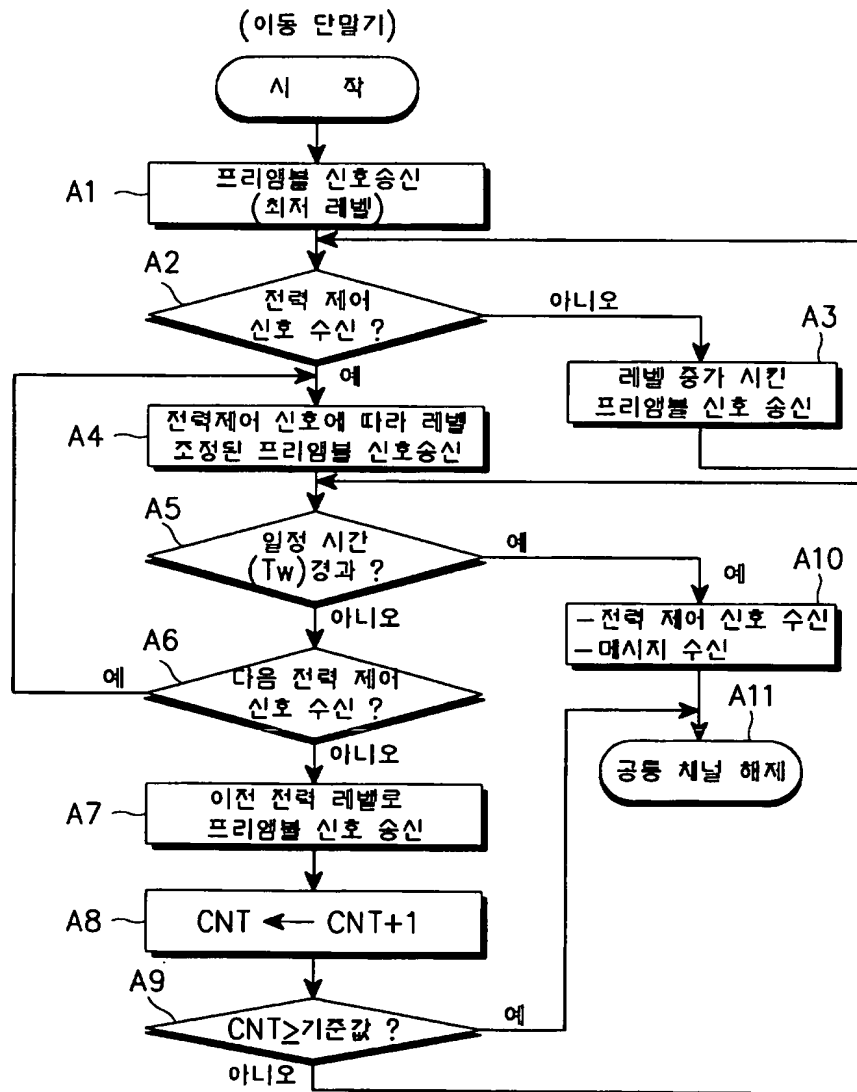 (이동 단말기)
시 작
A1
프리앰블 신호송신
(최저 레벨)
A2
전력 제어
신호 수신 ?
아니오
예
A3
레벨 증가 시킨
프리앰블 신호 송신
A4
전력제어 신호에 따라 레벨
조정된 프리앰블 신호송신
A5
일정 시간
(Tw)경과 ?
예
예
아니오
A10
-전력 제어 신호 수신
-메시지 수신
A6
다음 전력 제어
신호 수신 ?
예
아니오
A11
공통 채널 해제
A7
이전 전력 레벨로
프리앰블 신호 송신
A8
CNT ← CNT+1
A9
CNT≥기준값 ?
예
아니오